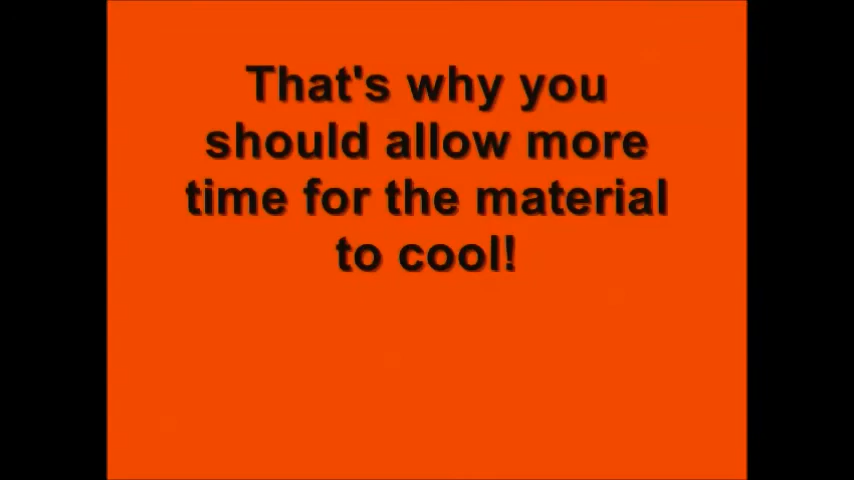 That's why you
should allow more
time for the material
to cool!